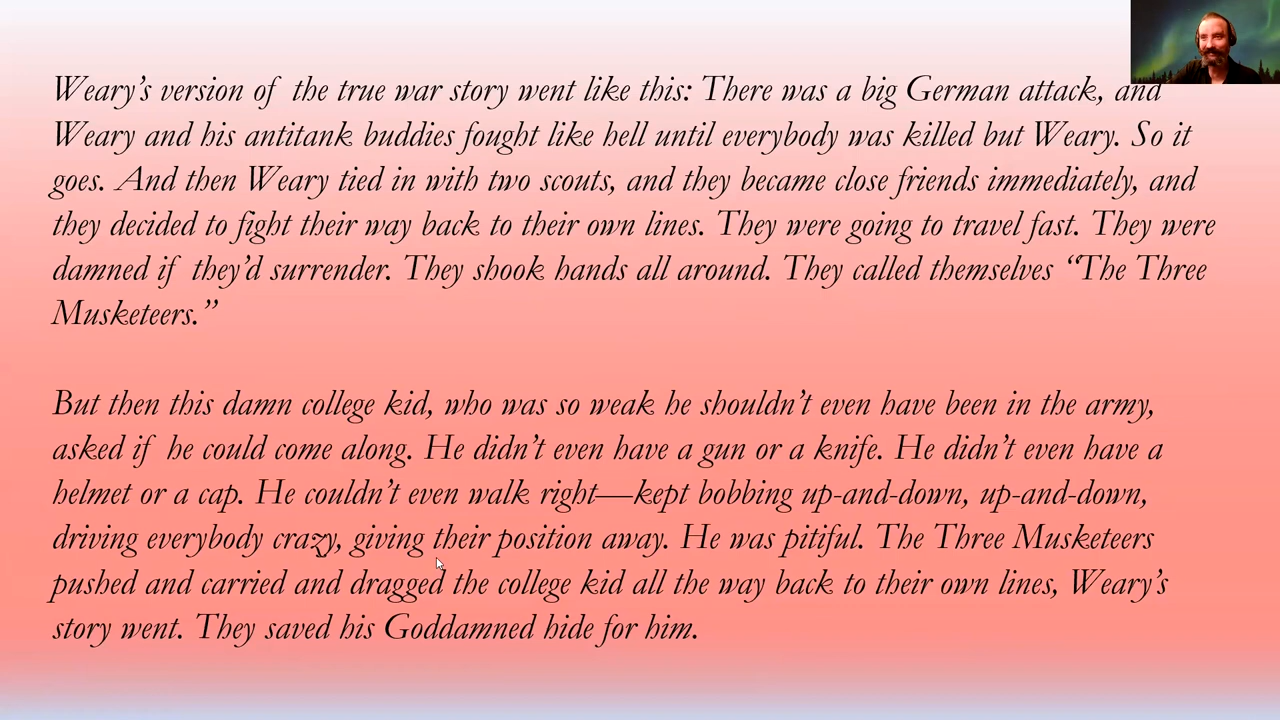 Weary’s version of the true war story went like this: There was a big German attack, and
Weary and his antitank buddies fought like hell until everybody was killed but Weary. So it
goes. And then Weary tied in with two scouts, and they became close friends immediately, and
they decided to fight their way back to their own lines. They were going to travel fast. They were
damned if they’d surrender. They shook hands all around. They called themselves “The Three
Musketeers.”
But then this damn college kid, who was so weak he shouldn’t even have been in the army,
asked if he could come along. He didn’t even have a gun or a knife. He didn’t even have a
helmet or a cap. He couldn’t even walk right—kept bobbing up-and-down, up-and-down,
driving everybody crazy, giving their position away. He was pitiful. The Three Musketeers
pushed and carried and dragged the college kid all the way back to their own lines, Weary’s
story went. They saved his Goddamned hide for him.